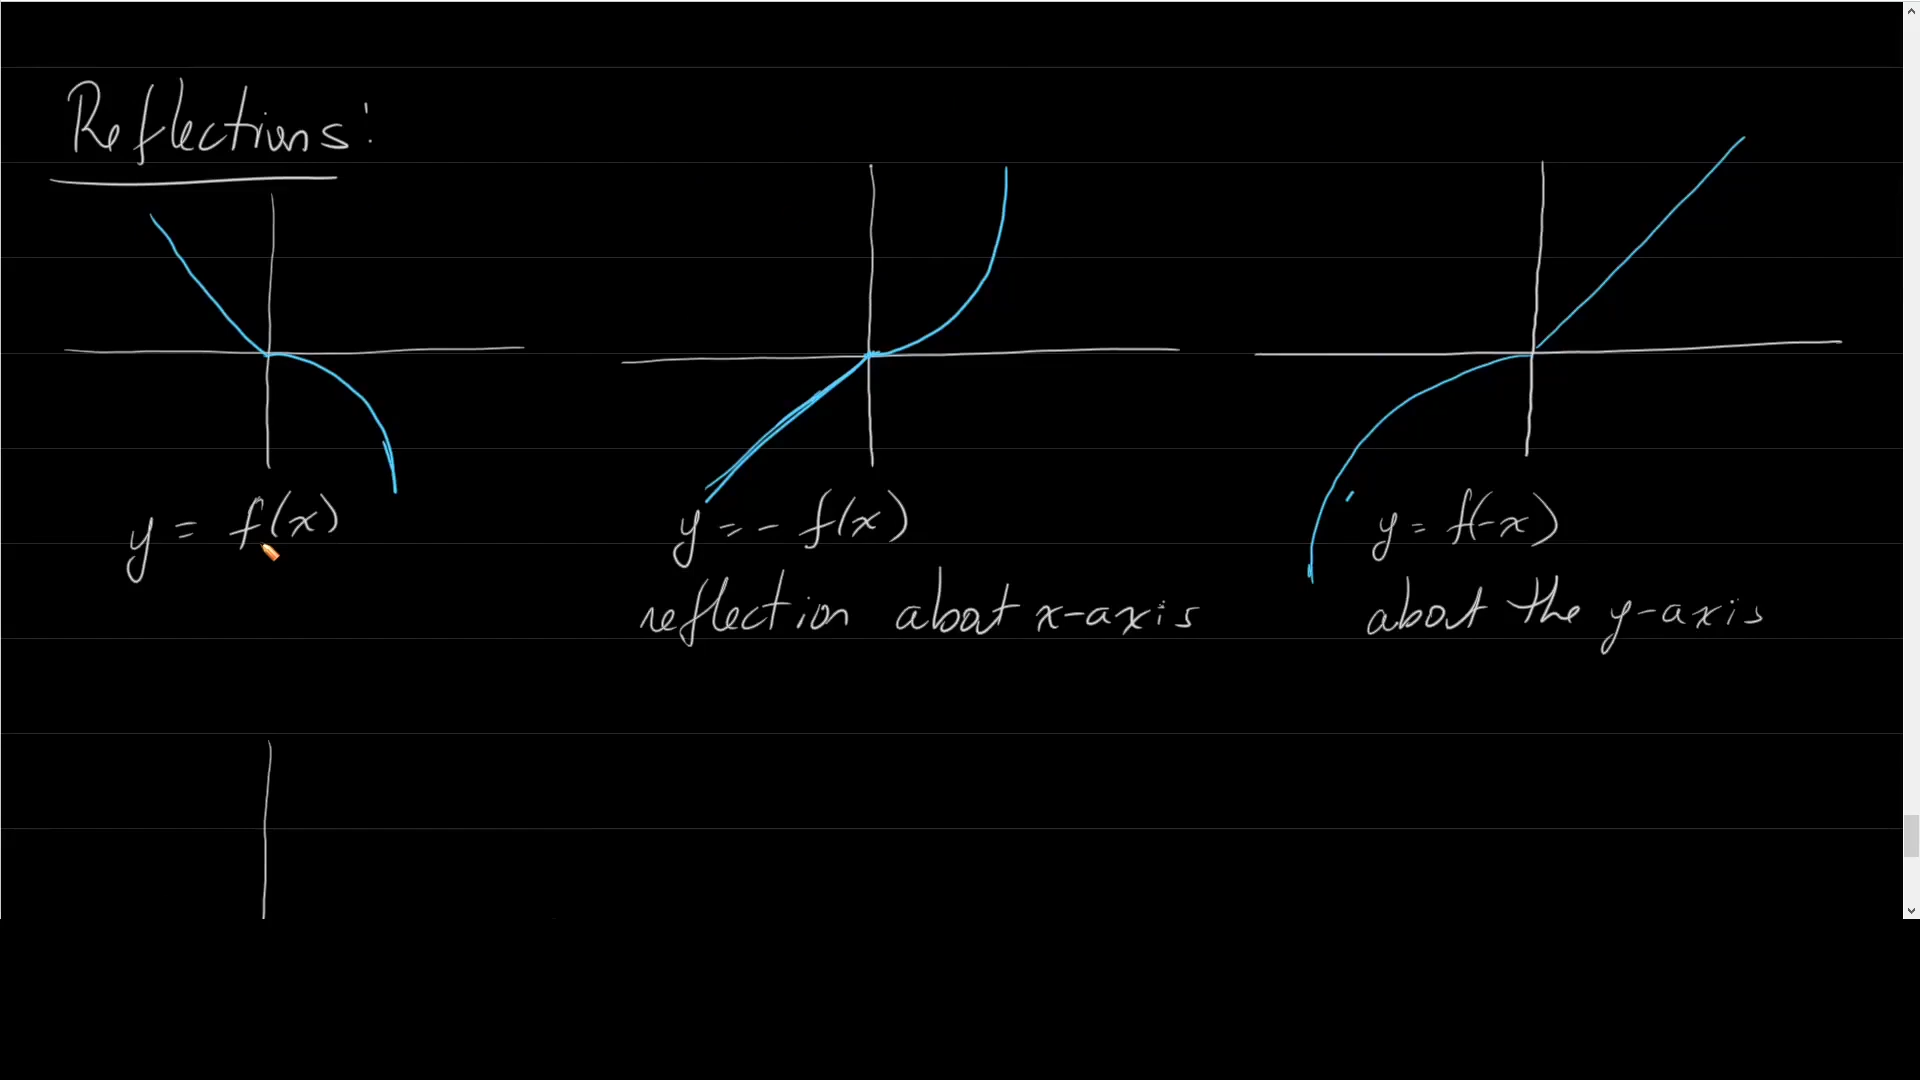 Reflections:
y = f(x)
y = - f(x)
reflection about x-axis
y = f(-x)
about the y-axis